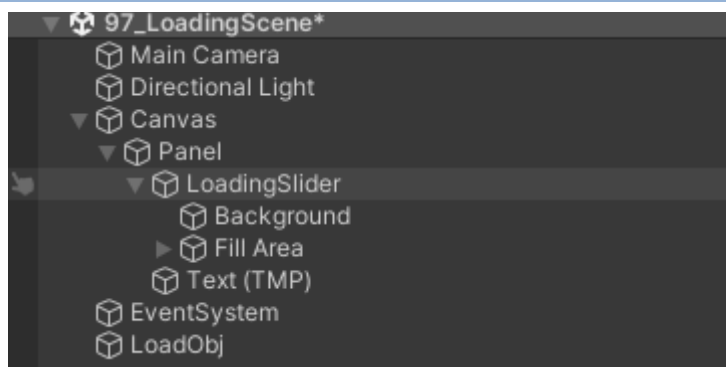 97_LoadingScene*
Main Camera
Directional Light
Canvas
Panel
LoadingSlider
Background
Fill Area
Text (TMP)
EventSystem
LoadObj